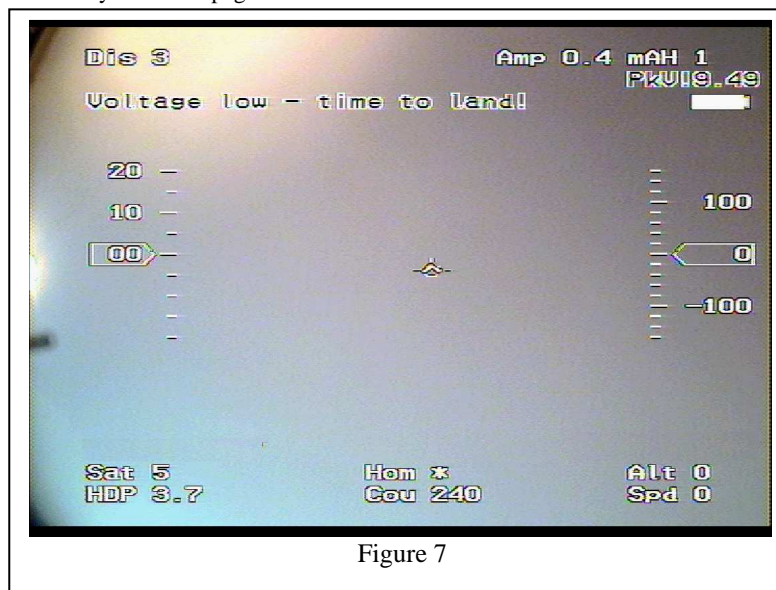 Dis 3 Amp 0.4 mAH 1
PkV!9.49
Voltage low - time to land!
20
10 100
00 0
-100
Sat 5 Hom * Alt 0
HDP 3.7 Cou 240 Spd 0
Figure 7